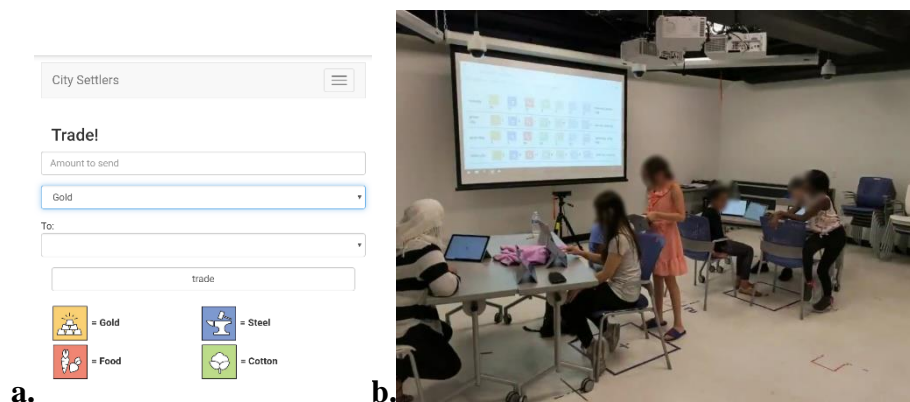 City Settlers
Trade!
Amount to send
Gold
To:
trade
= Gold
= Steel
= Food
= Cotton
a.
b.